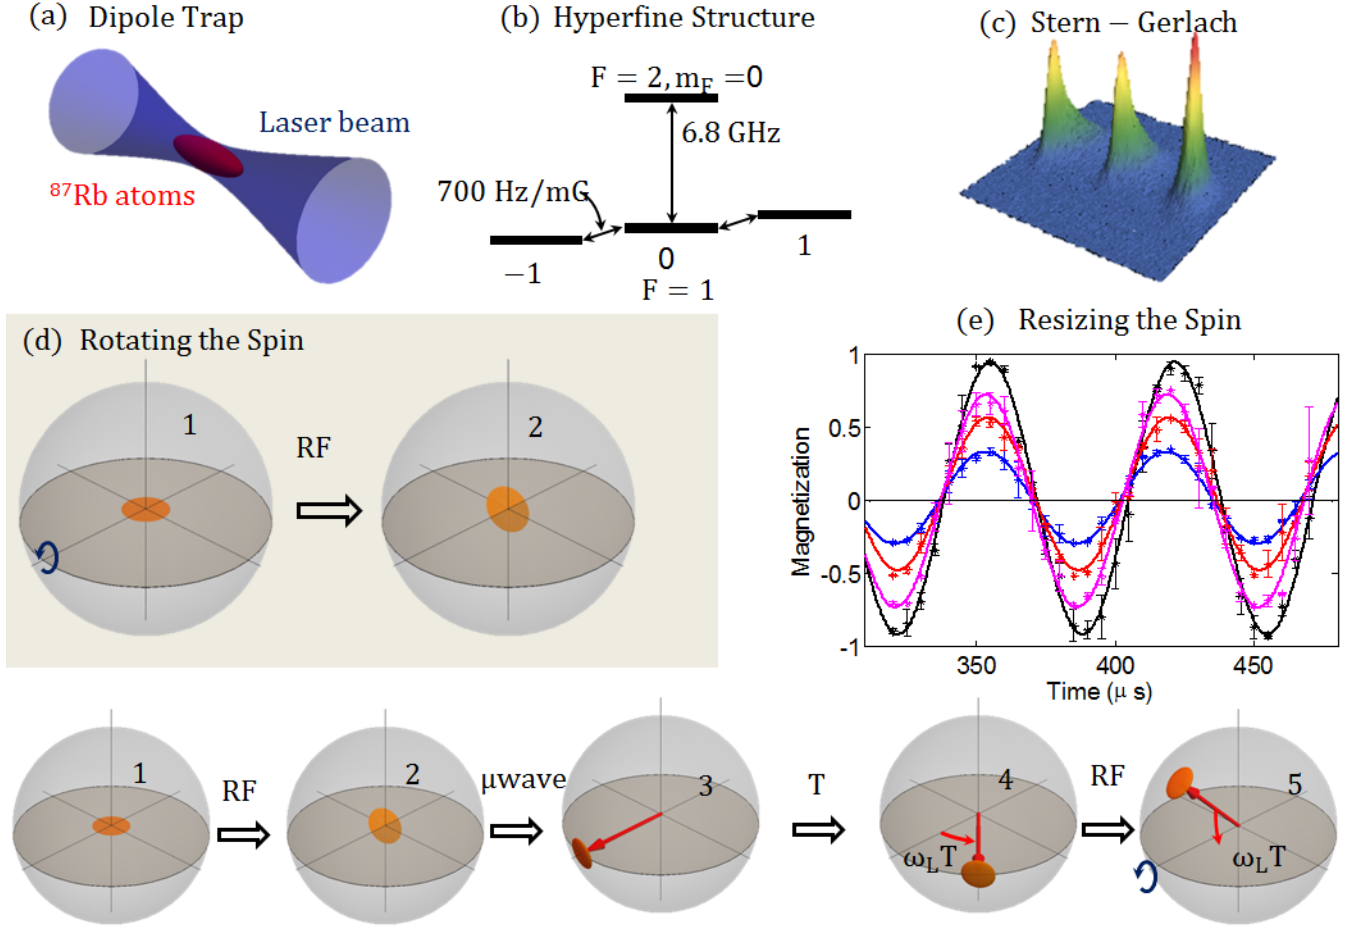 (a) Dipole Trap
Laser beam
⁸⁷Rb atoms
(b) Hyperfine Structure
F = 2, m_F =0
6.8 GHz
700 Hz/mG
−1
0
1
F = 1
(c) Stern − Gerlach
(d) Rotating the Spin
1
RF
2
(e) Resizing the Spin
Magnetization
1
0.5
0
-0.5
-1
350
400
450
Time (μ s)
1
RF
2
μwave
3
T
4
ω_LT
RF
5
ω_LT